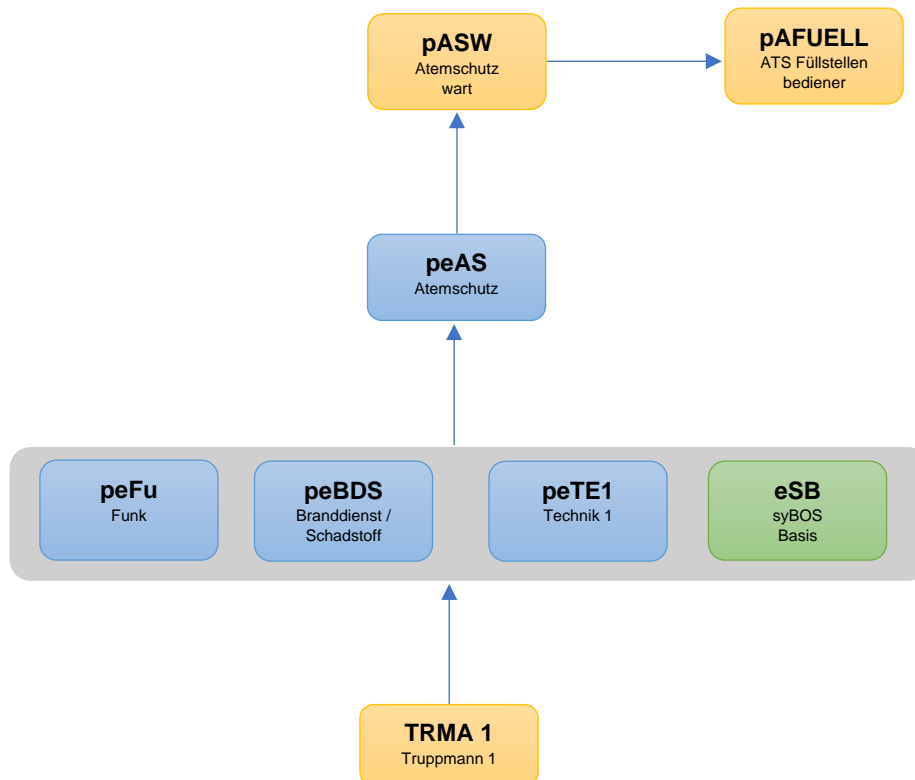 pASW
Atemschutz
wart
pAFUELL
ATS Füllstellen
bediener
peAS
Atemschutz
peFu
Funk
peBDS
Branddienst /
Schadstoff
peTE1
Technik 1
eSB
syBOS
Basis
TRMA 1
Truppmann 1